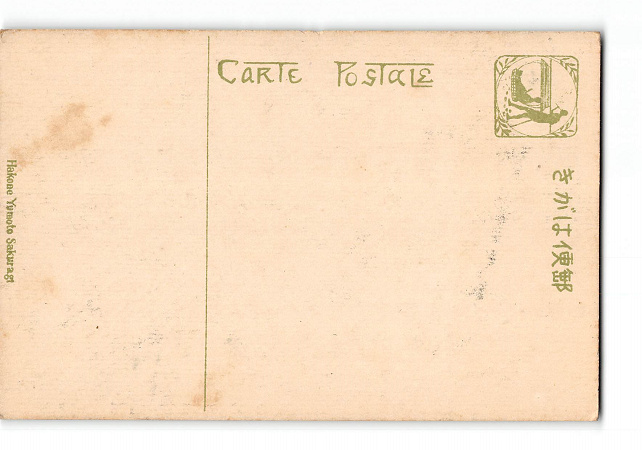 CARTE POSTALE
きがは便郵
Hakone Yumoto Sakuragi